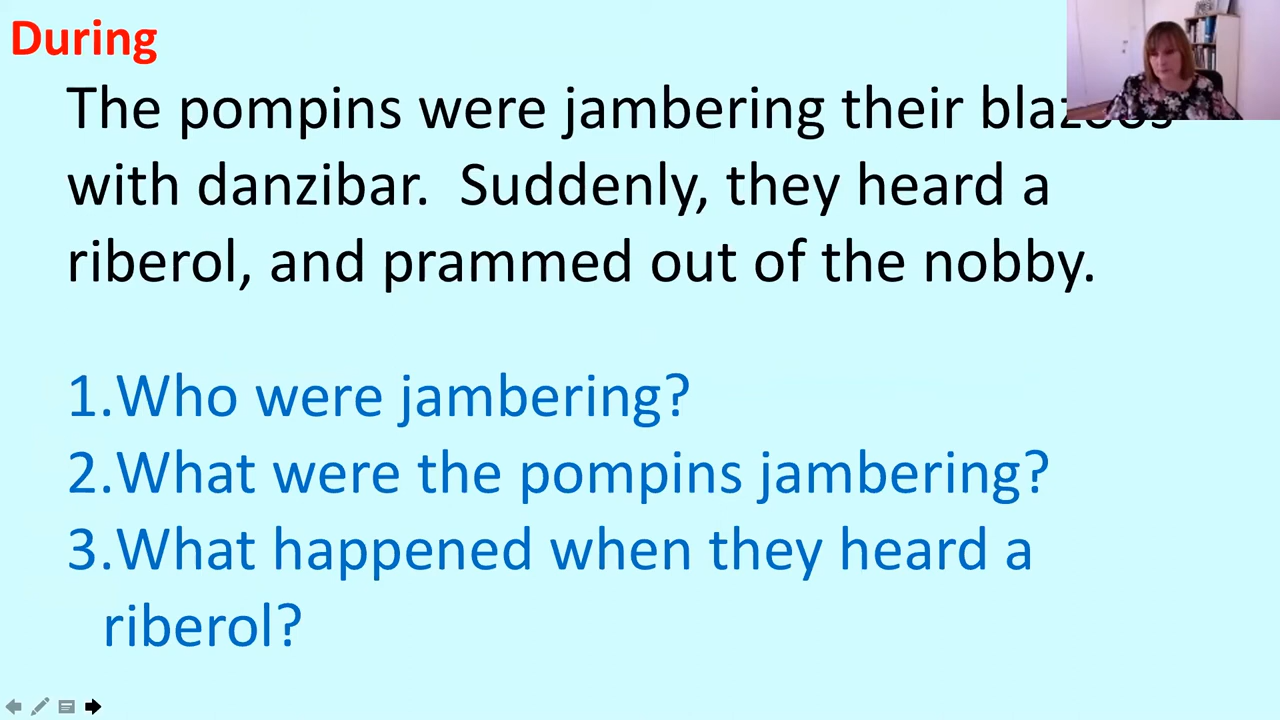 During
The pompins were jambering their blazoos
with danzibar.  Suddenly, they heard a
riberol, and prammed out of the nobby.
1.Who were jambering?
2.What were the pompins jambering?
3.What happened when they heard a
riberol?